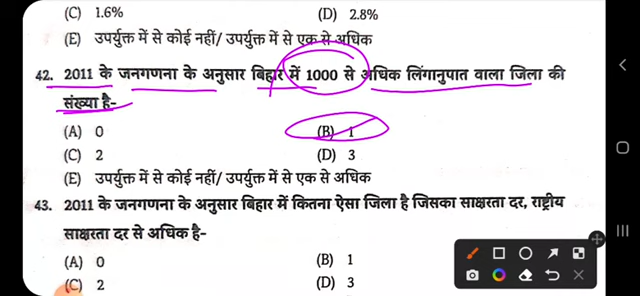 (C) 1.6% (D) 2.8%
(E) उपर्युक्त में से कोई नहीं/ उपर्युक्त में से एक से अधिक
42. 2011 के जनगणना के अनुसार बिहार में 1000 से अधिक लिंगानुपात वाला जिला की
संख्या है-
(A) 0 (B) 1
(C) 2 (D) 3
(E) उपर्युक्त में से कोई नहीं/ उपर्युक्त में से एक से अधिक
43. 2011 के जनगणना के अनुसार बिहार में कितना ऐसा जिला है जिसका साक्षरता दर, राष्ट्रीय
साक्षरता दर से अधिक है-
(A) 0 (B) 1
(C) 2 (D) 3